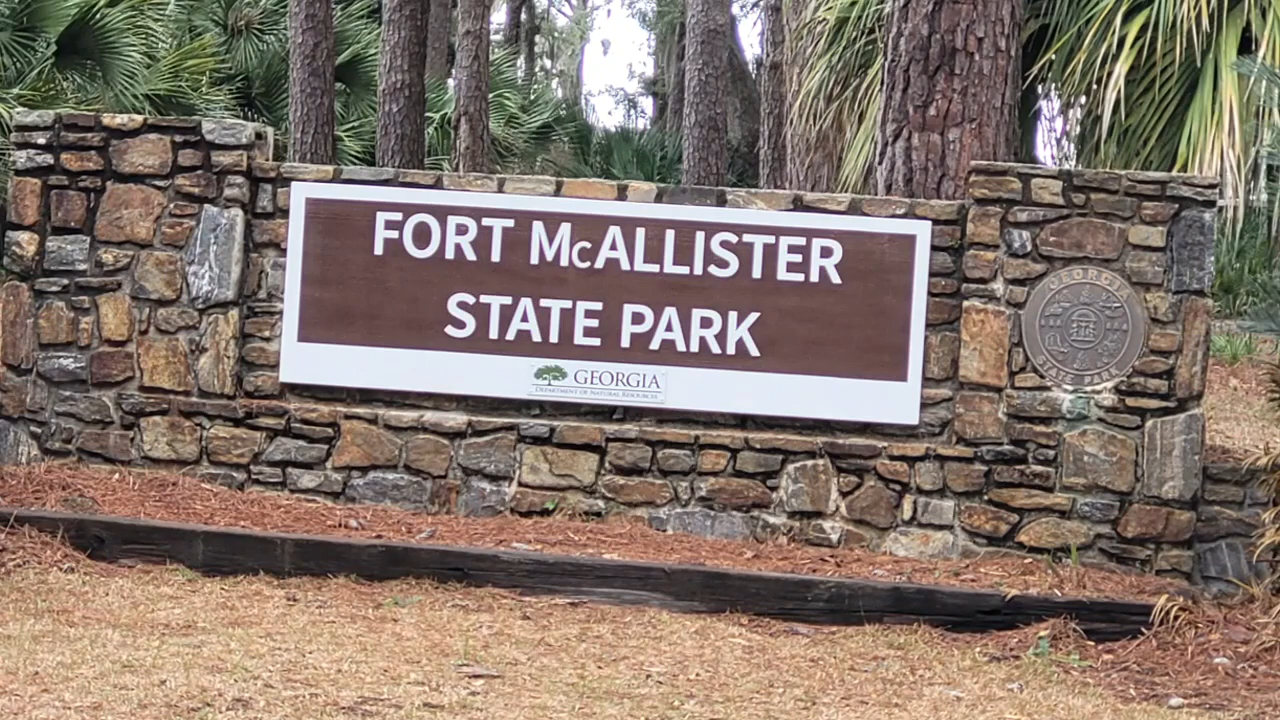 FORT McALLISTER
STATE PARK
GEORGIA
DEPARTMENT OF NATURAL RESOURCES
GEORGIA
STATE PARK